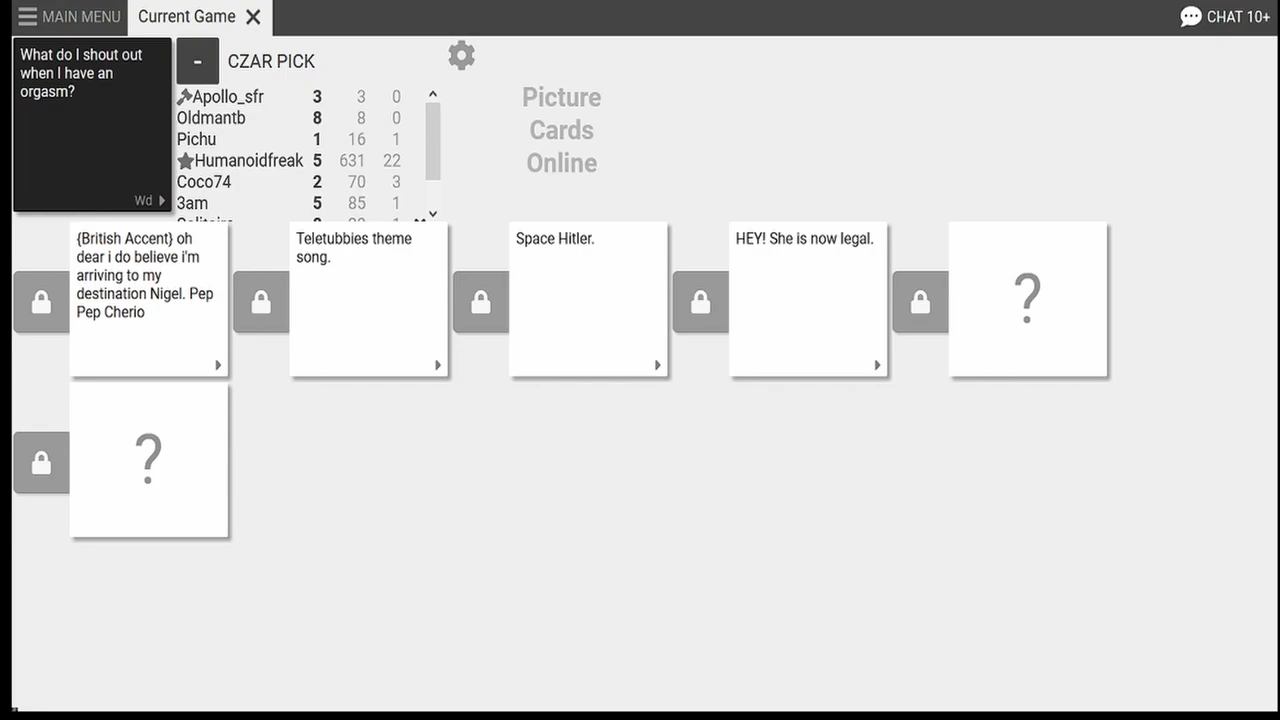 MAIN MENU
Current Game
CHAT 10+
What do I shout out
when I have an
orgasm?
Wd
-
CZAR PICK
Apollo_sfr 3 3 0
Oldmantb 8 8 0
Pichu 1 16 1
Humanoidfreak 5 631 22
Coco74 2 70 3
3am 5 85 1
Picture
Cards
Online
{British Accent} oh
dear i do believe i'm
arriving to my
destination Nigel. Pep
Pep Cherio
Teletubbies theme
song.
Space Hitler.
HEY! She is now legal.
?
?